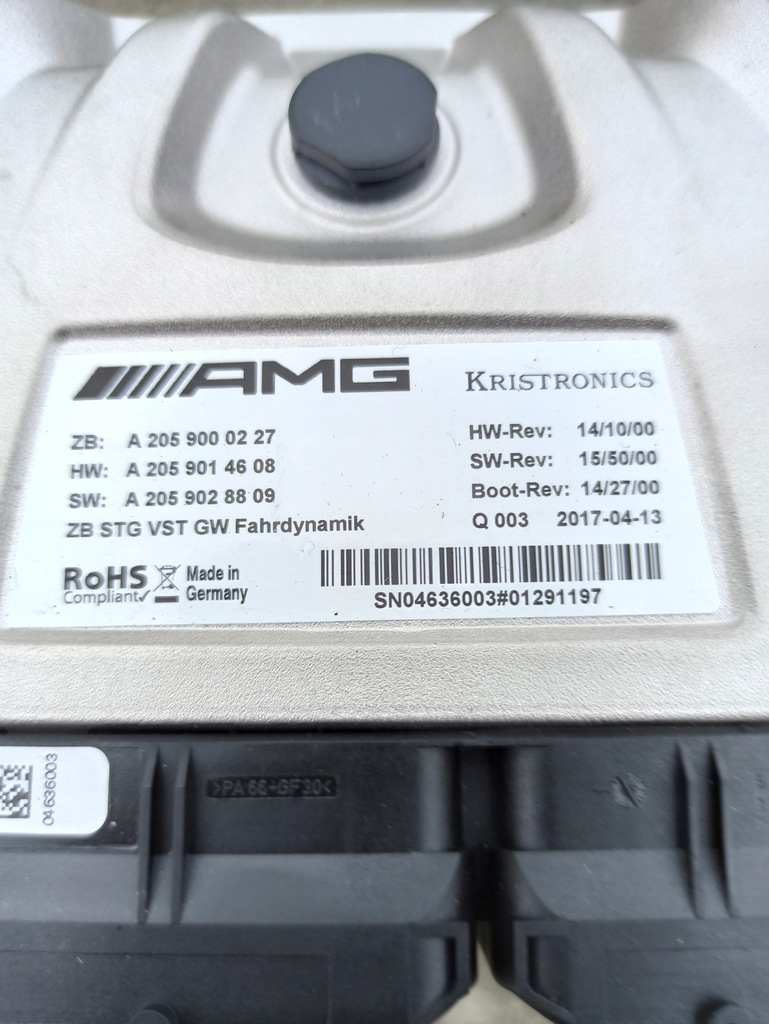 AMG KRISTRONICS
ZB: A 205 900 02 27
HW: A 205 901 46 08
SW: A 205 902 88 09
ZB STG VST GW Fahrdynamik
HW-Rev: 14/10/00
SW-Rev: 15/50/00
Boot-Rev: 14/27/00
Q 003 2017-04-13
RoHS
Compliant
Made in
Germany
SN04636003#01291197
04636003
>PA66+GF30<